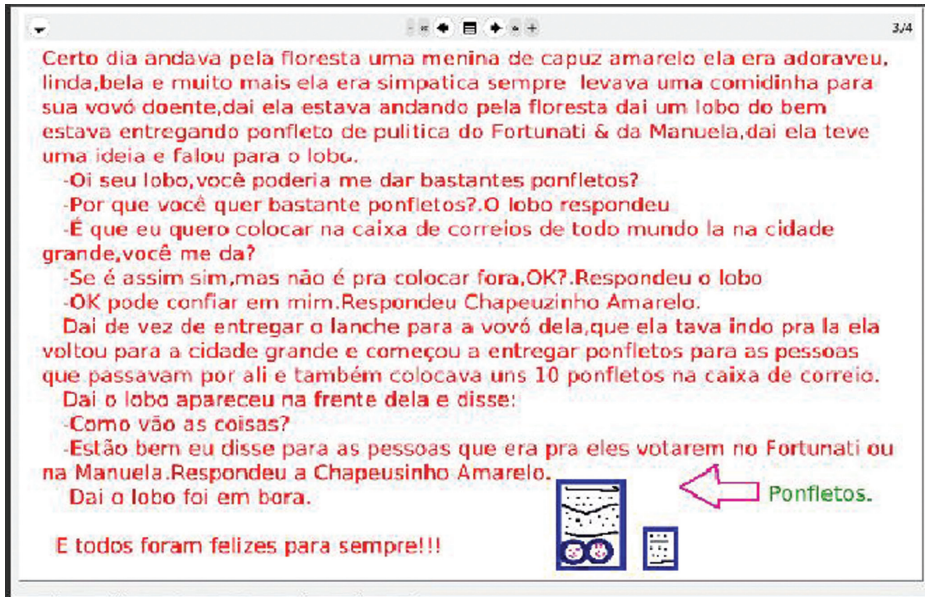 3/4
Certo dia andava pela floresta uma menina de capuz amarelo ela era adoraveu,
linda,bela e muito mais ela era simpatica sempre levava uma comidinha para
sua vovó doente,dai ela estava andando pela floresta dai um lobo do bem
estava entregando ponfleto de pulitica do Fortunati & da Manuela,dai ela teve
uma ideia e falou para o lobo.
-Oi seu lobo,você poderia me dar bastantes ponfletos?
-Por que você quer bastante ponfletos?.O lobo respondeu
-É que eu quero colocar na caixa de correios de todo mundo la na cidade
grande,você me da?
-Se é assim sim,mas não é pra colocar fora,OK?.Respondeu o lobo
-OK pode confiar em mim.Respondeu Chapeuzinho Amarelo.
Dai de vez de entregar o lanche para a vovó dela,que ela tava indo pra la ela
voltou para a cidade grande e começou a entregar ponfletos para as pessoas
que passavam por ali e também colocava uns 10 ponfletos na caixa de correio.
Dai o lobo apareceu na frente dela e disse:
-Como vão as coisas?
-Estão bem eu disse para as pessoas que era pra eles votarem no Fortunati ou
na Manuela.Respondeu a Chapeusinho Amarelo.
Dai o lobo foi em bora.
Ponfletos.
E todos foram felizes para sempre!!!